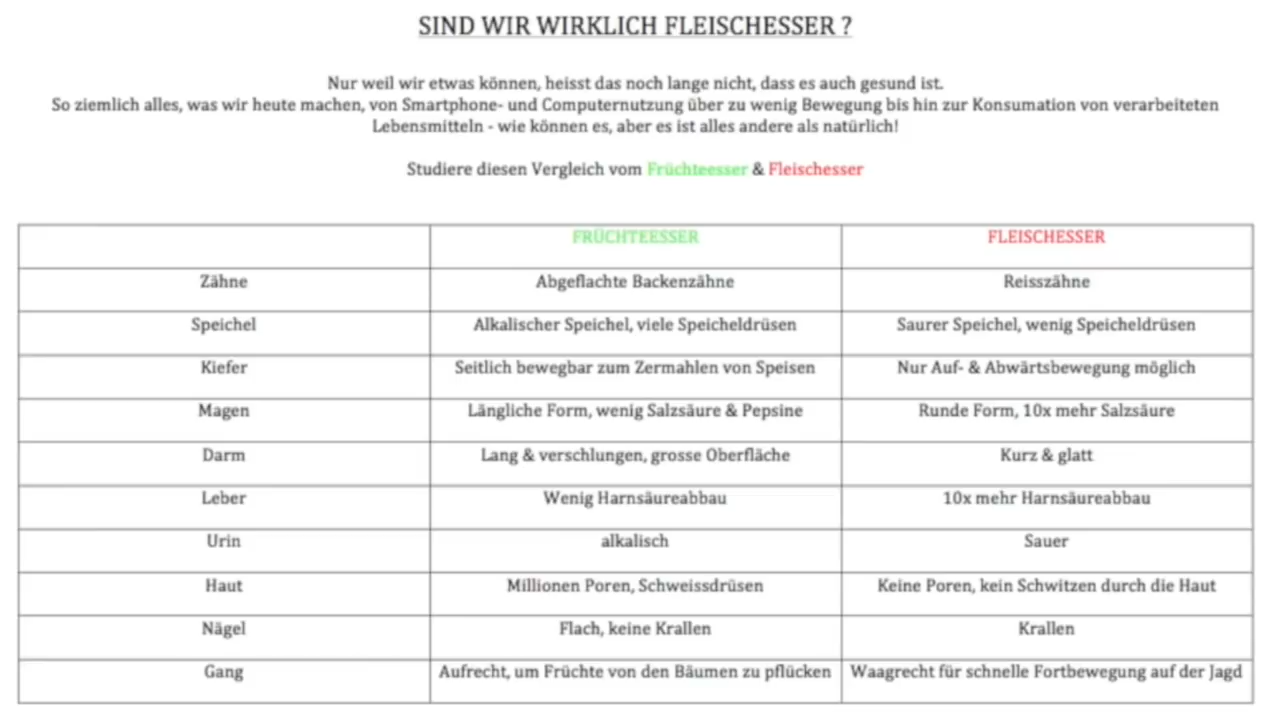 SIND WIR WIRKLICH FLEISCHESSER ?
Nur weil wir etwas können, heisst das noch lange nicht, dass es auch gesund ist.
So ziemlich alles, was wir heute machen, von Smartphone- und Computernutzung über zu wenig Bewegung bis hin zur Konsumation von verarbeiteten
Lebensmitteln - wie können es, aber es ist alles andere als natürlich!
Studiere diesen Vergleich vom Früchteesser & Fleischesser
FRÜCHTEESSER FLEISCHESSER
Zähne Abgeflachte Backenzähne Reisszähne
Speichel Alkalischer Speichel, viele Speicheldrüsen Saurer Speichel, wenig Speicheldrüsen
Kiefer Seitlich bewegbar zum Zermahlen von Speisen Nur Auf- & Abwärtsbewegung möglich
Magen Längliche Form, wenig Salzsäure & Pepsine Runde Form, 10x mehr Salzsäure
Darm Lang & verschlungen, grosse Oberfläche Kurz & glatt
Leber Wenig Harnsäureabbau 10x mehr Harnsäureabbau
Urin alkalisch Sauer
Haut Millionen Poren, Schweissdrüsen Keine Poren, kein Schwitzen durch die Haut
Nägel Flach, keine Krallen Krallen
Gang Aufrecht, um Früchte von den Bäumen zu pflücken Waagrecht für schnelle Fortbewegung auf der Jagd